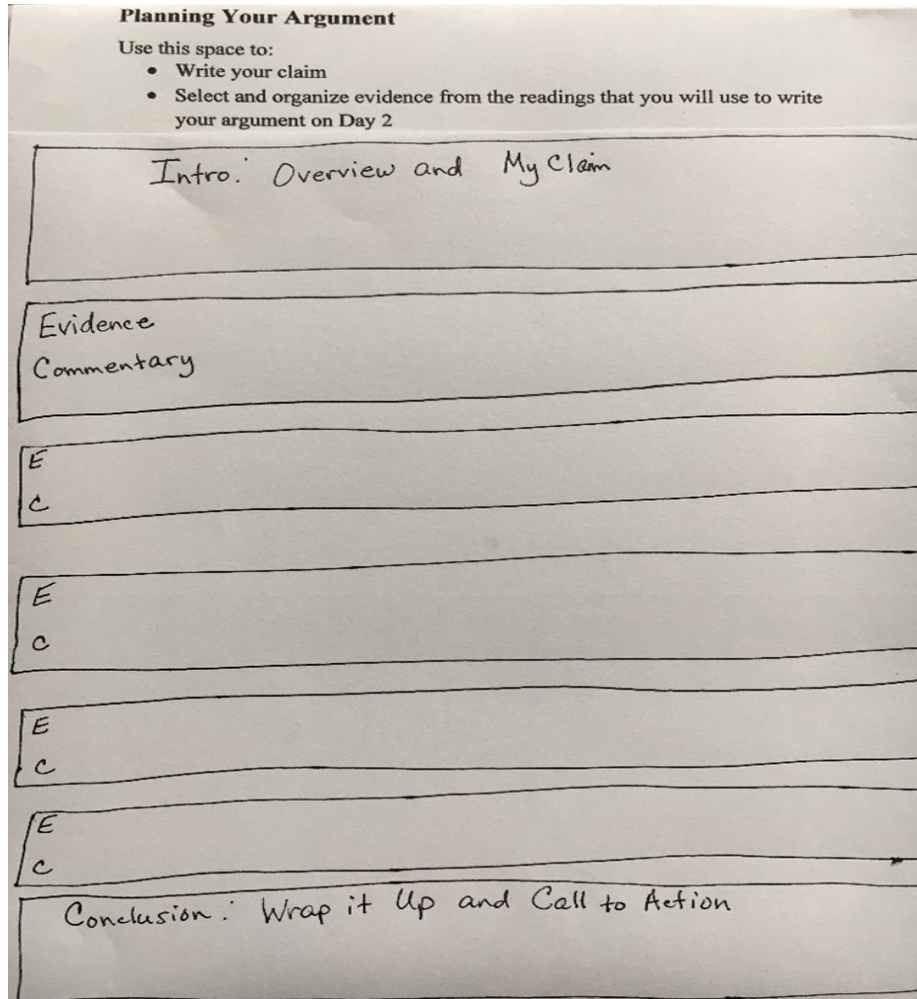 Planning Your Argument
Use this space to:
• Write your claim
• Select and organize evidence from the readings that you will use to write
your argument on Day 2
Intro: Overview and My Claim
Evidence
Commentary
E
C
E
C
E
C
E
C
Conclusion: Wrap it Up and Call to Action